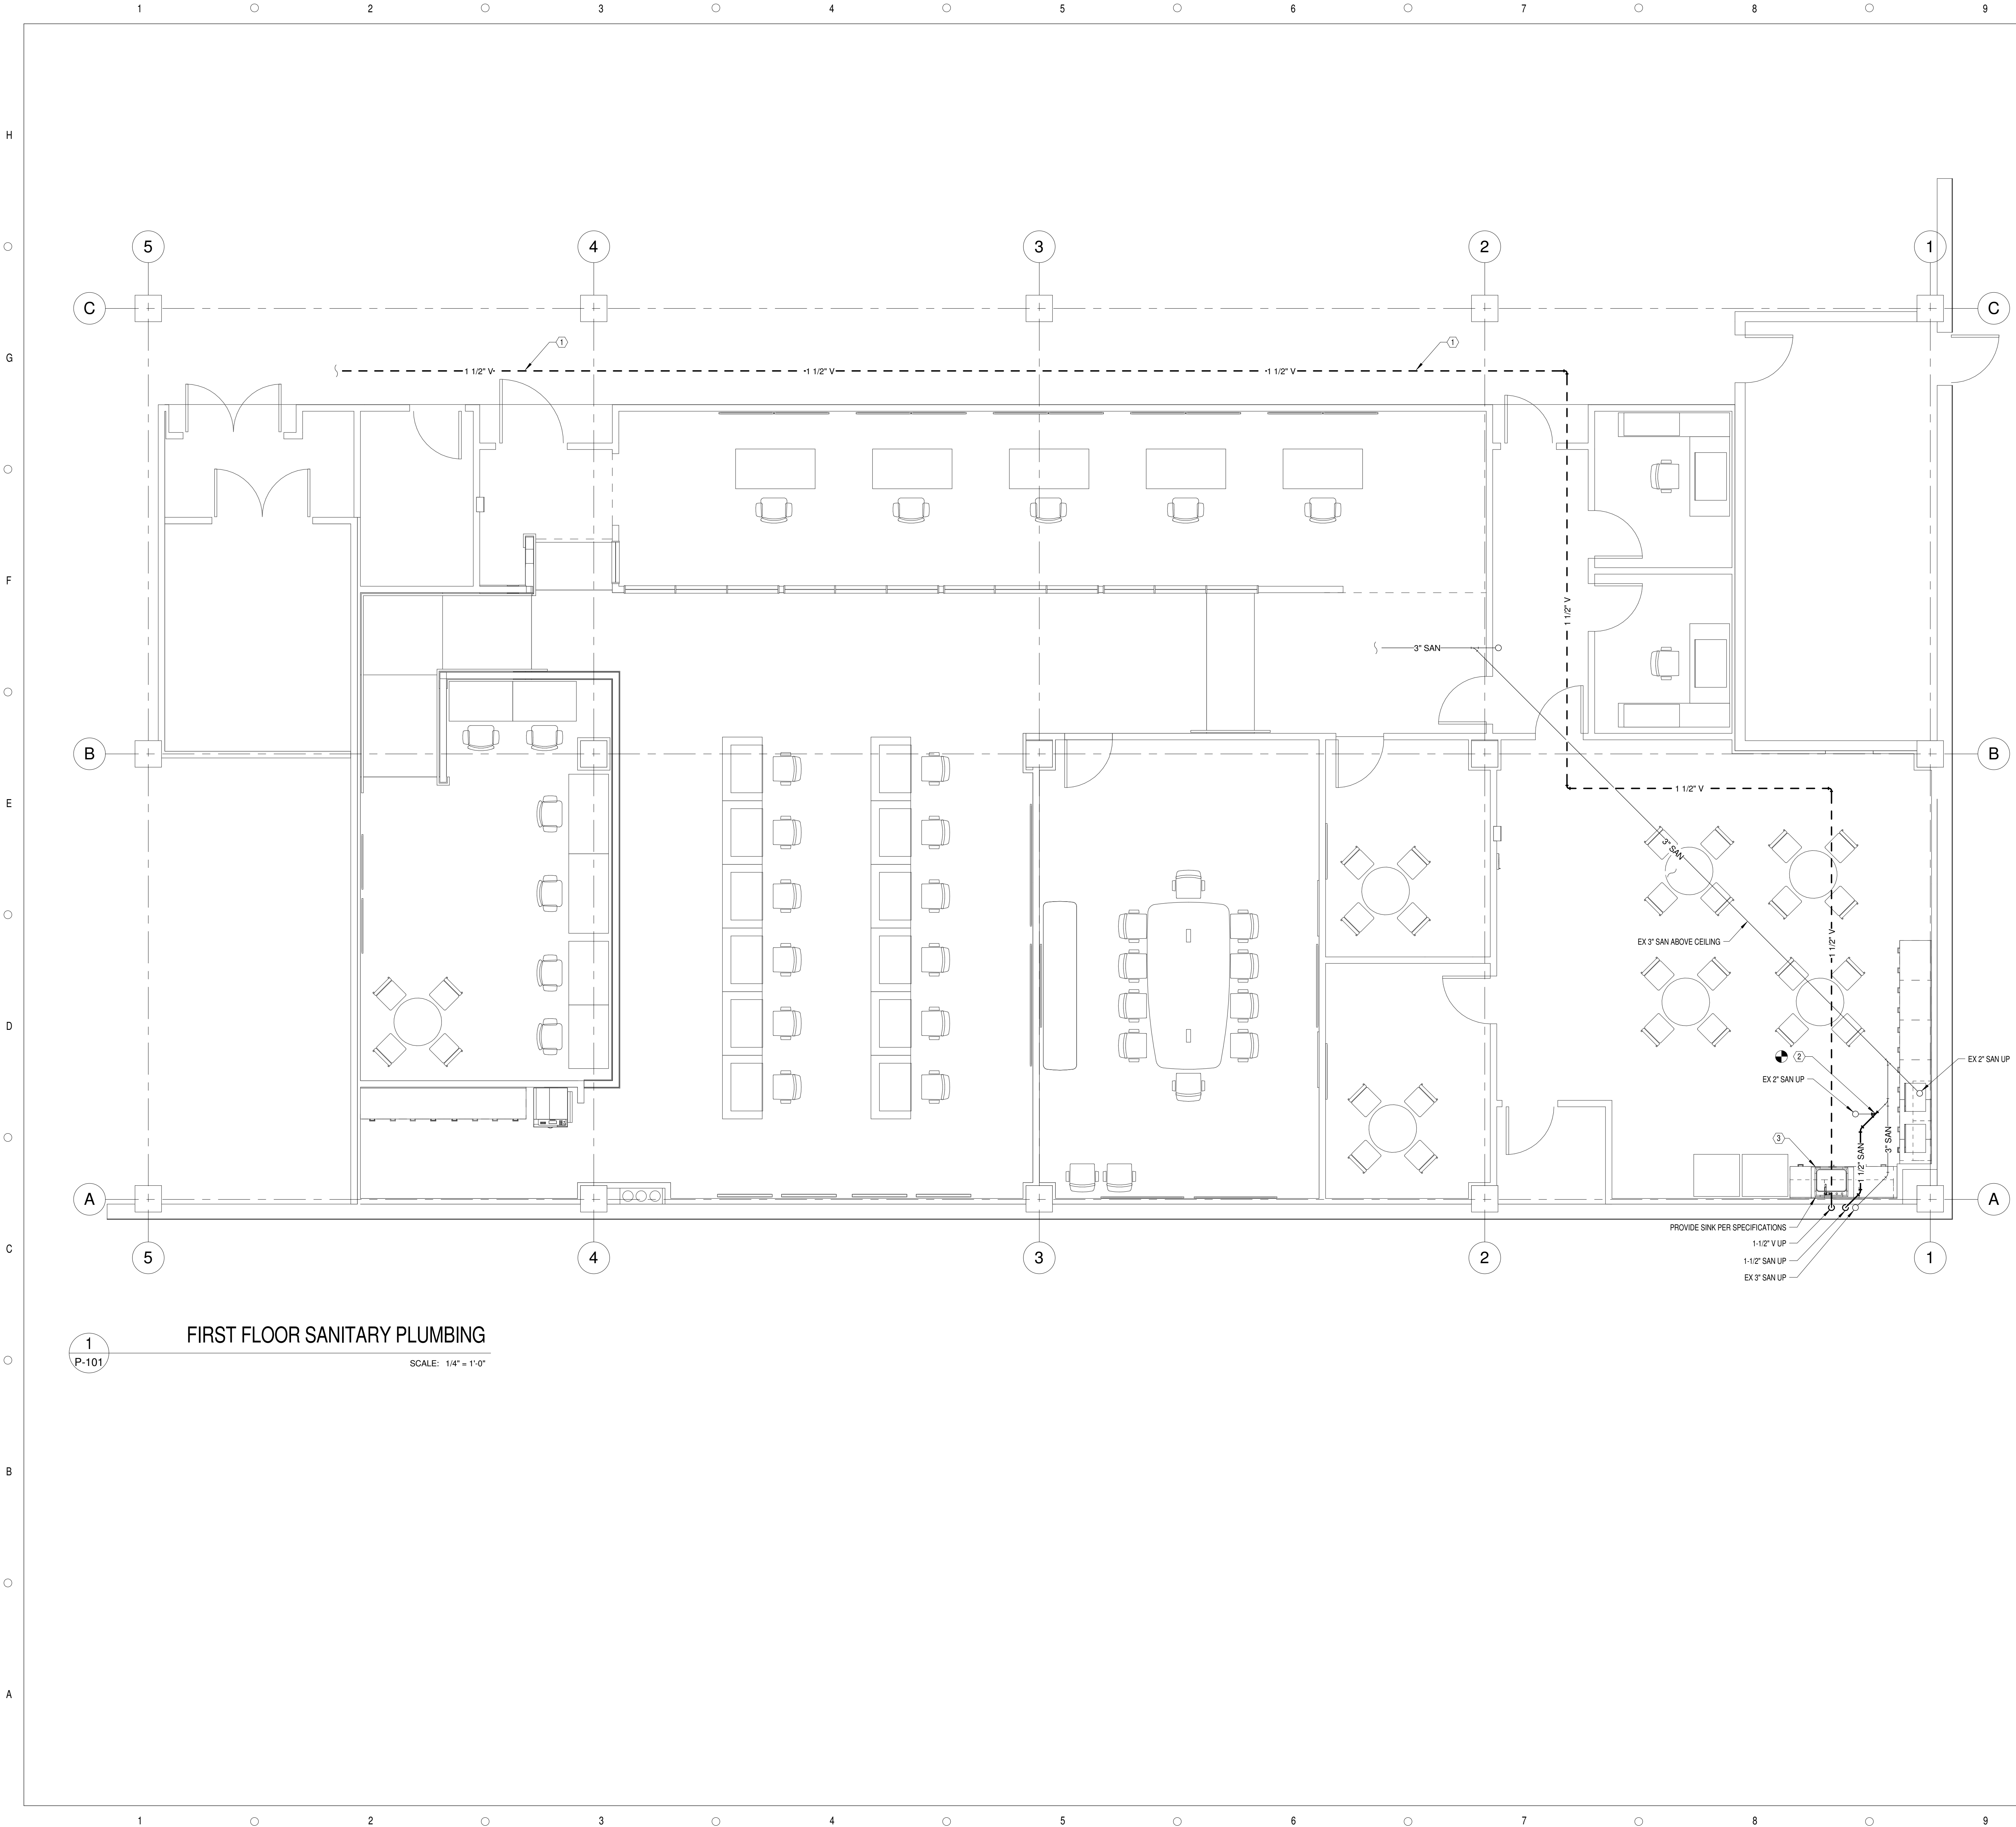 1 2 3 4 5 6 7 8 9
H
5 4 3 2 1
C C
G
1 1
1 1/2" V 1 1/2" V 1 1/2" V
F
1 1/2" V
3" SAN
B B
E
1 1/2" V
3" SAN
EX 3" SAN ABOVE CEILING
1 1/2" V
D
2
EX 2" SAN UP
EX 2" SAN UP
3
3" SAN
1 1/2" SAN
A A
PROVIDE SINK PER SPECIFICATIONS
1-1/2" V UP
1-1/2" SAN UP
EX 3" SAN UP
C
5 4 3 2 1
1
P-101
FIRST FLOOR SANITARY PLUMBING
SCALE: 1/4" = 1'-0"
B
A
1 2 3 4 5 6 7 8 9